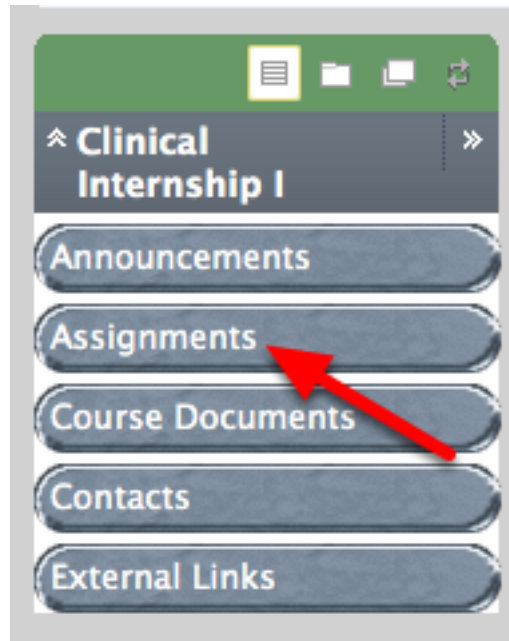 Clinical
Internship I
Announcements
Assignments
Course Documents
Contacts
External Links